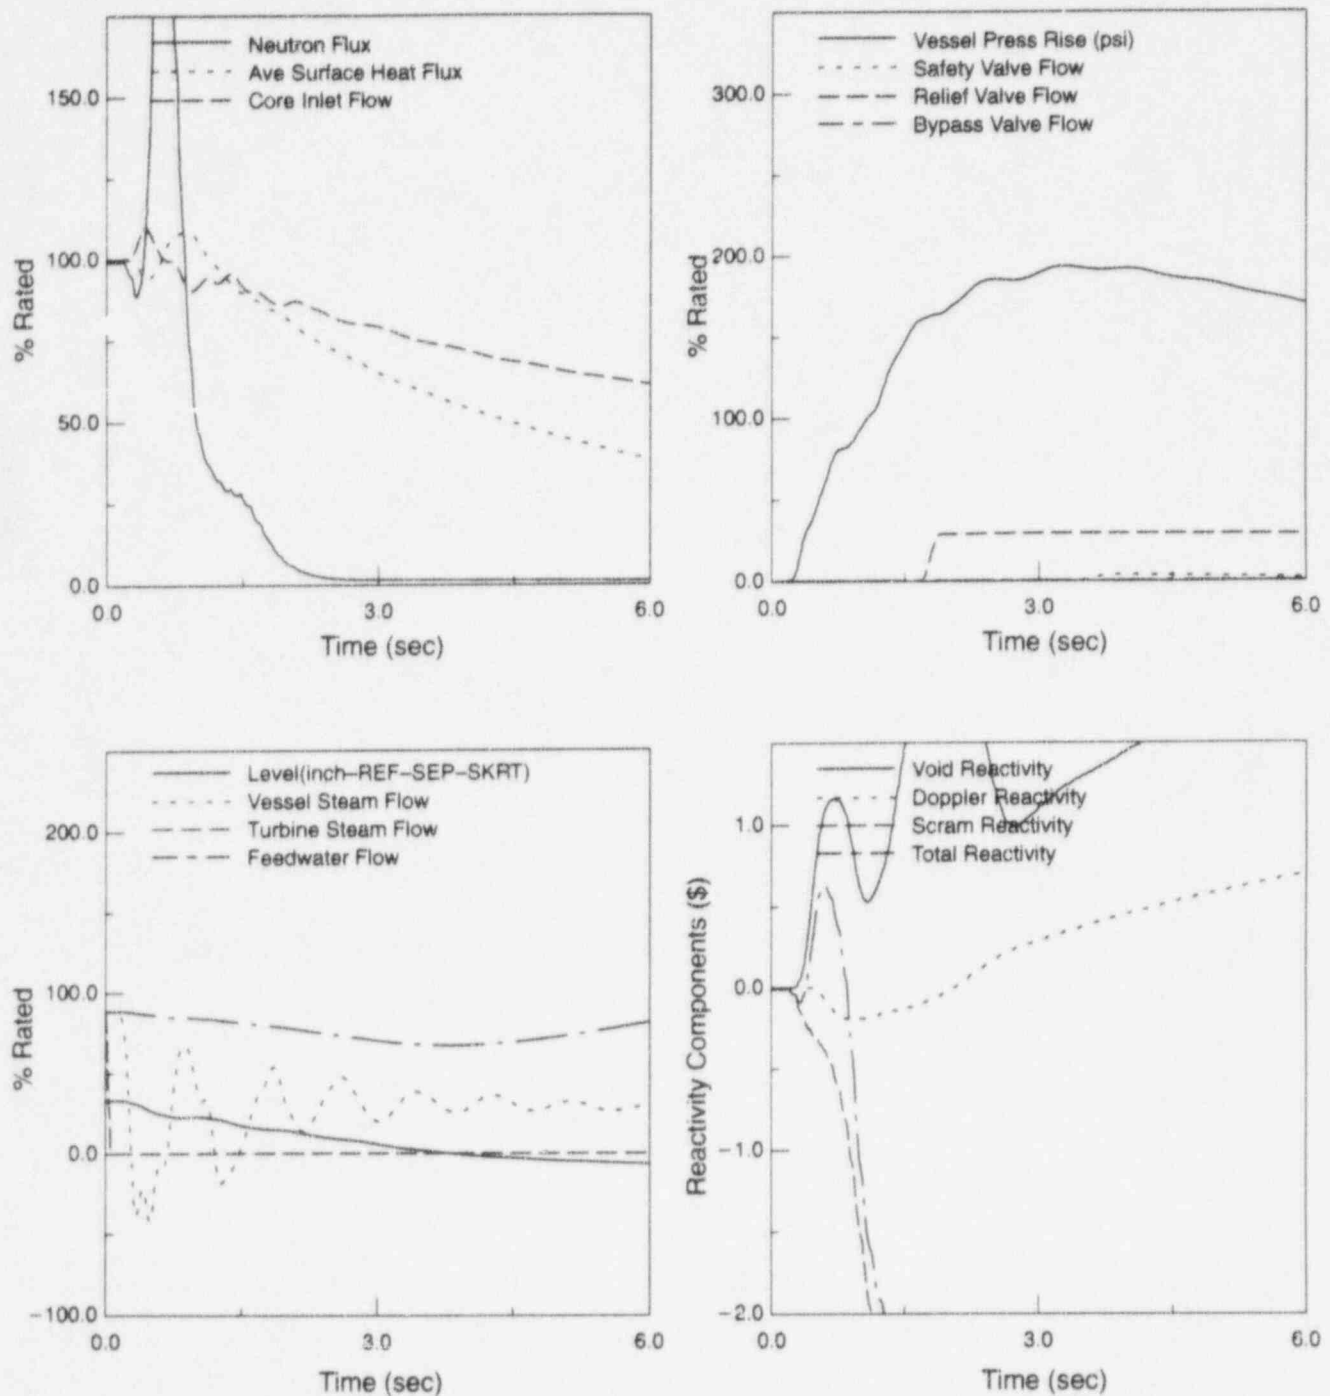 Neutron Flux
Ave Surface Heat Flux
Core Inlet Flow
150.0
100.0
50.0
0.0
% Rated
0.0
3.0
6.0
Time (sec)
Vessel Press Rise (psi)
Safety Valve Flow
Relief Valve Flow
Bypass Valve Flow
300.0
200.0
100.0
0.0
% Rated
0.0
3.0
6.0
Time (sec)
Level(inch-REF-SEP-SKRT)
Vessel Steam Flow
Turbine Steam Flow
Feedwater Flow
200.0
100.0
0.0
-100.0
% Rated
0.0
3.0
6.0
Time (sec)
Void Reactivity
Doppler Reactivity
Scram Reactivity
Total Reactivity
1.0
0.0
-1.0
-2.0
Reactivity Components ($)
0.0
3.0
6.0
Time (sec)